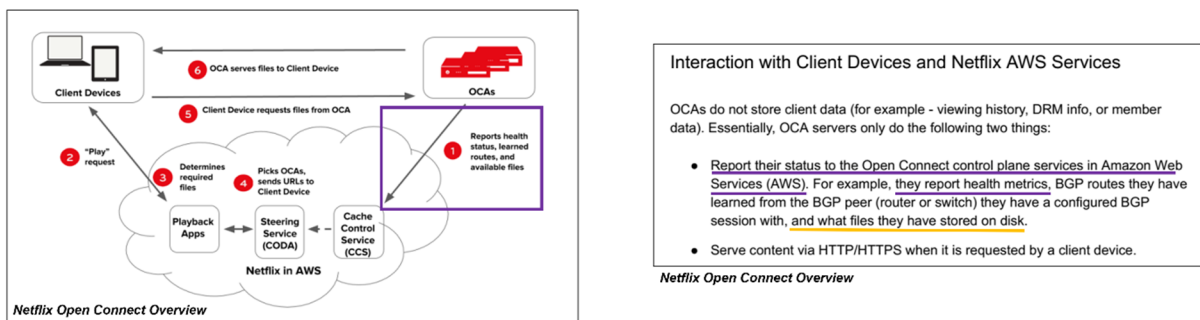 Client Devices
OCAs
6 OCA serves files to Client Device
5 Client Device requests files from OCA
1 Reports health
status, learned
routes, and
available files
2 "Play"
request
3 Determines
required
files
4 Picks OCAs,
sends URLs to
Client Device
Playback
Apps
Steering
Service
(CODA)
Cache
Control
Service
(CCS)
Netflix in AWS
Netflix Open Connect Overview
Interaction with Client Devices and Netflix AWS Services
OCAs do not store client data (for example - viewing history, DRM info, or member
data). Essentially, OCA servers only do the following two things:
● Report their status to the Open Connect control plane services in Amazon Web
Services (AWS). For example, they report health metrics, BGP routes they have
learned from the BGP peer (router or switch) they have a configured BGP
session with, and what files they have stored on disk.
● Serve content via HTTP/HTTPS when it is requested by a client device.
Netflix Open Connect Overview